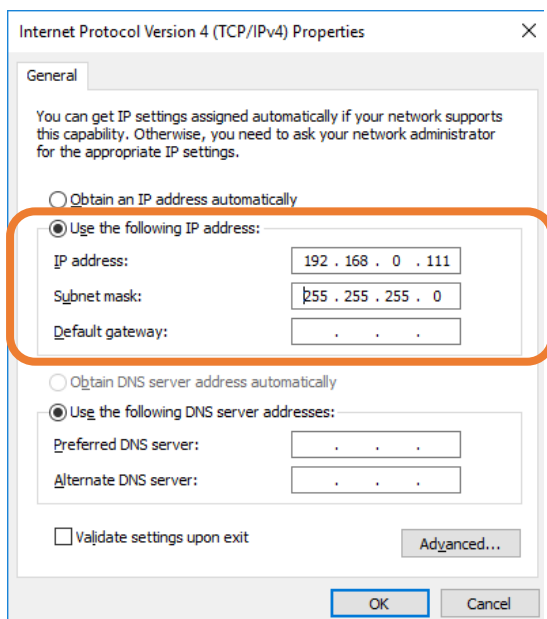 Internet Protocol Version 4 (TCP/IPv4) Properties
General
You can get IP settings assigned automatically if your network supports
this capability. Otherwise, you need to ask your network administrator
for the appropriate IP settings.
Obtain an IP address automatically
Use the following IP address:
IP address: 192 . 168 . 0 . 111
Subnet mask: 255 . 255 . 255 . 0
Default gateway: . . .
Obtain DNS server address automatically
Use the following DNS server addresses:
Preferred DNS server: . . .
Alternate DNS server: . . .
Validate settings upon exit
Advanced...
OK Cancel